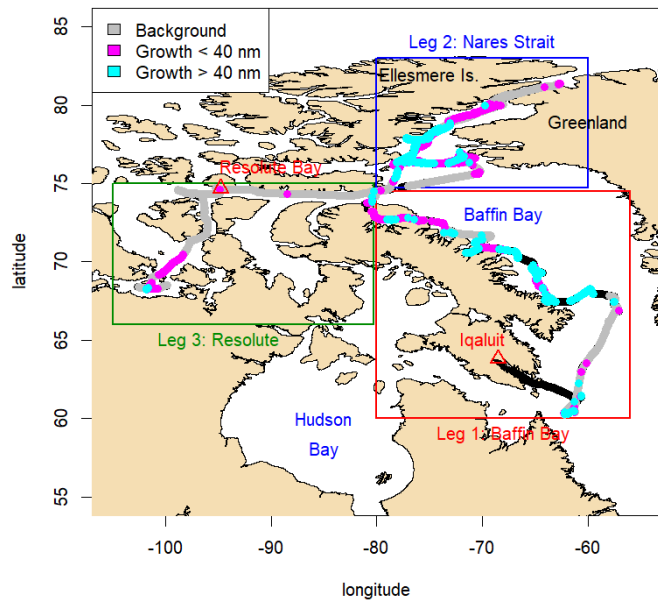 Background
Growth < 40 nm
Growth > 40 nm
Leg 2: Nares Strait
Ellesmere Is.
Greenland
Resolute Bay
Baffin Bay
Iqaluit
Leg 3: Resolute
Leg 1: Baffin Bay
Hudson
Bay
85
80
75
70
65
60
55
latitude
-100
-90
-80
-70
-60
longitude